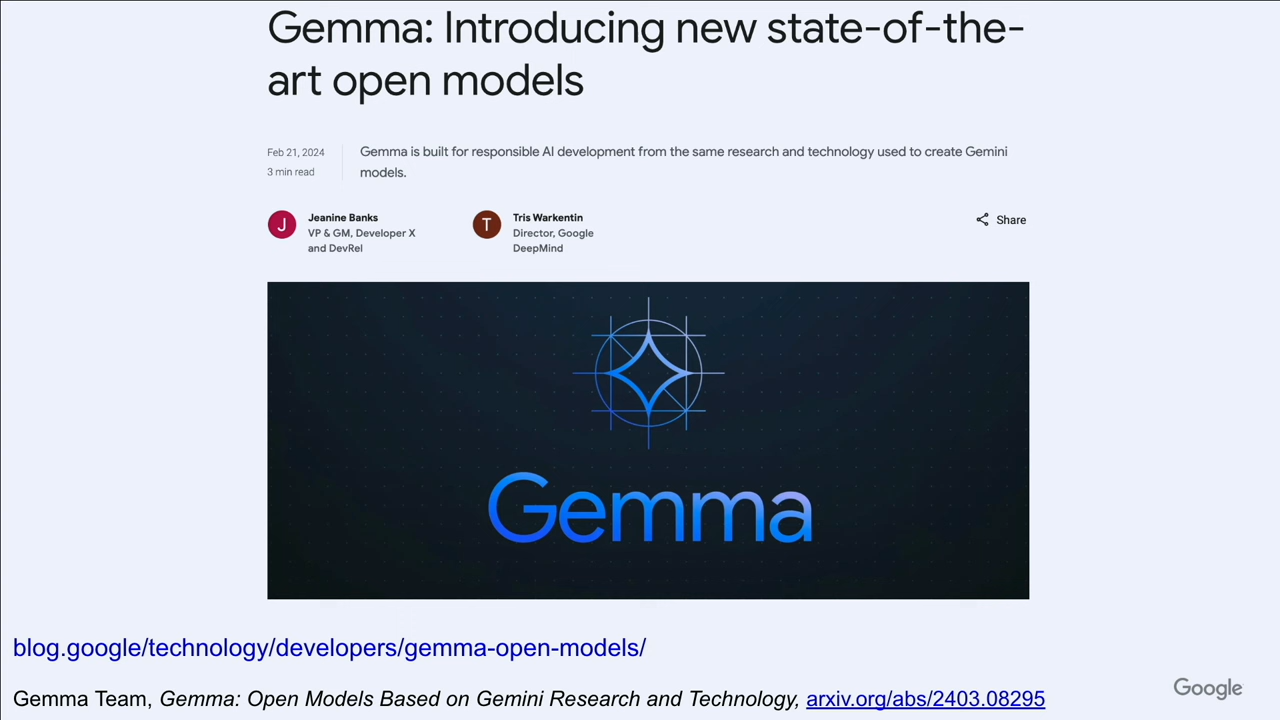 Gemma: Introducing new state-of-the-
art open models
Feb 21, 2024
3 min read
Gemma is built for responsible AI development from the same research and technology used to create Gemini
models.
J
Jeanine Banks
VP & GM, Developer X
and DevRel
T
Tris Warkentin
Director, Google
DeepMind
Share
Gemma
blog.google/technology/developers/gemma-open-models/
Gemma Team, Gemma: Open Models Based on Gemini Research and Technology, arxiv.org/abs/2403.08295
Google